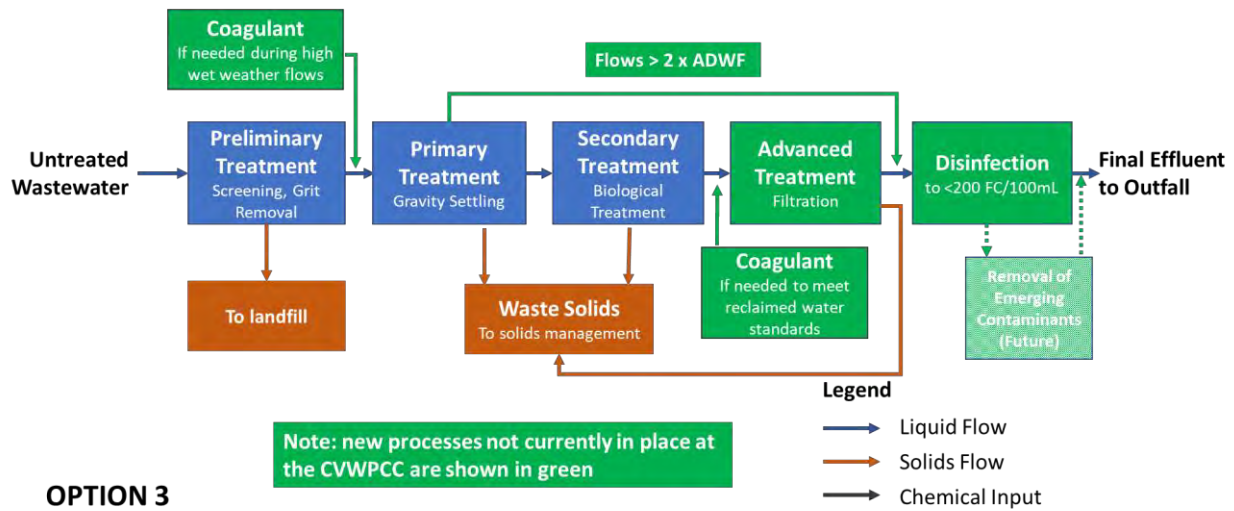 Coagulant
If needed during high
wet weather flows
Flows > 2 x ADWF
Untreated
Wastewater
Preliminary
Treatment
Screening, Grit
Removal
Primary
Treatment
Gravity Settling
Secondary
Treatment
Biological
Treatment
Advanced
Treatment
Filtration
Disinfection
to <200 FC/100mL
Final Effluent
to Outfall
To landfill
Waste Solids
To solids management
Coagulant
If needed to meet
reclaimed water
standards
Removal of
Emerging
Contaminants
(Future)
Legend
Liquid Flow
Solids Flow
Chemical Input
Note: new processes not currently in place at
the CVWPCC are shown in green
OPTION 3